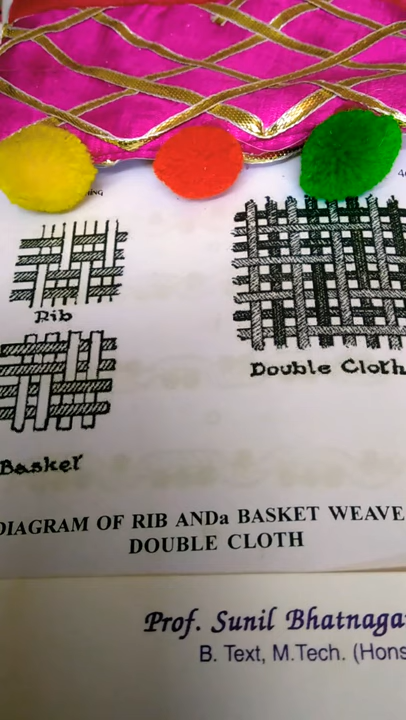 Rib
Double Cloth
Basket
DIAGRAM OF RIB ANDa BASKET WEAVE
DOUBLE CLOTH
Prof. Sunil Bhatnaga
B. Text, M.Tech. (Hons